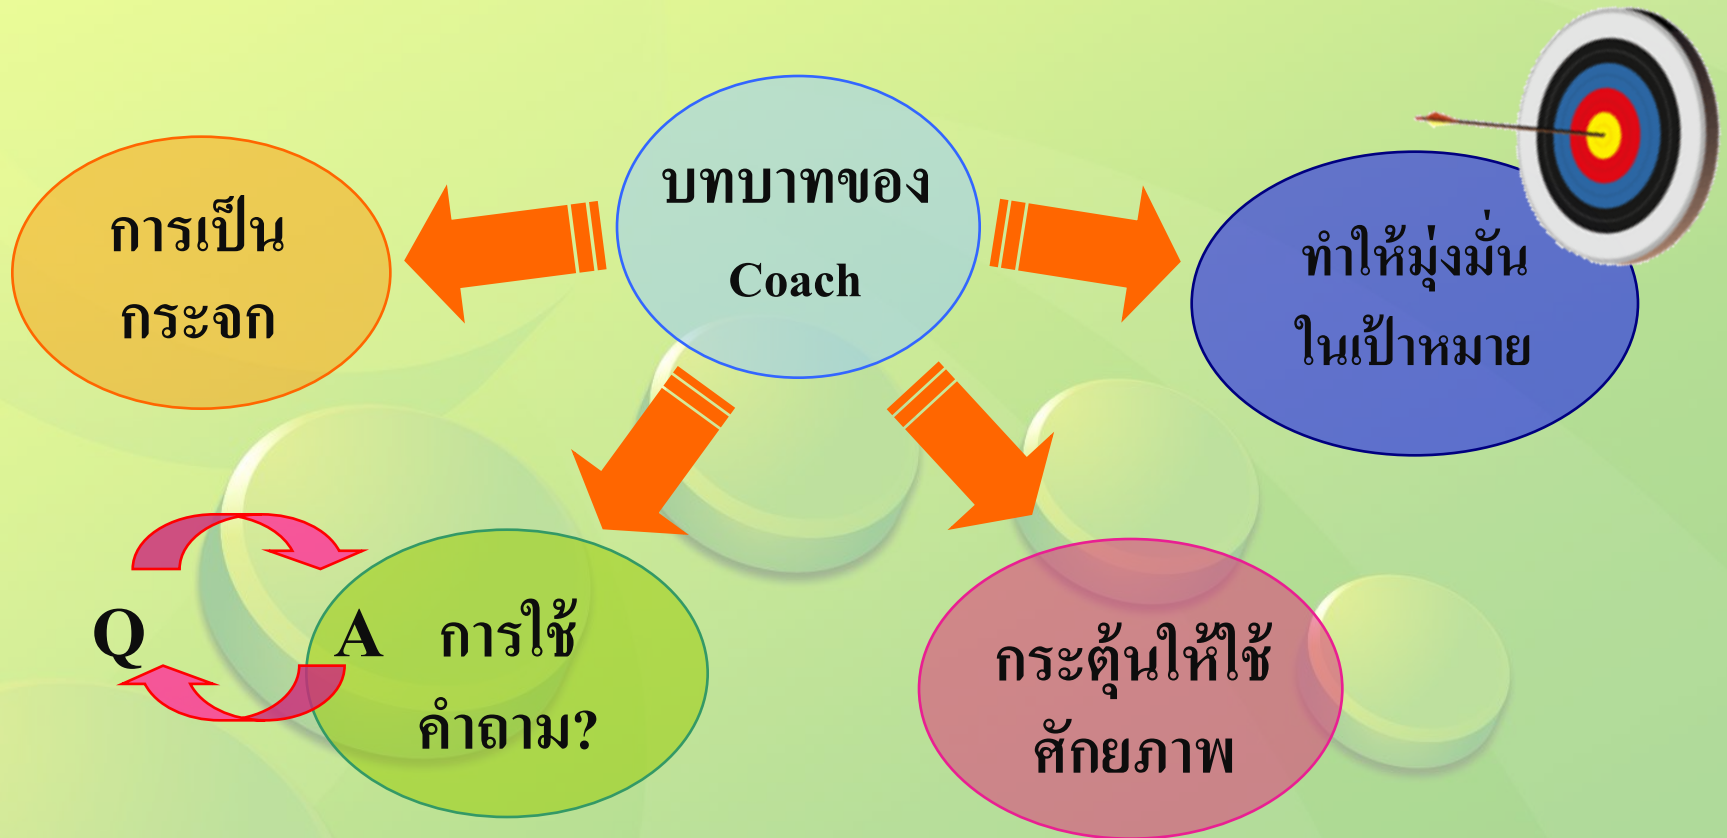 บทบาทของ
Coach
การเป็น
กระจก
ทำให้มุ่งมั่น
ในเป้าหมาย
Q
A
การใช้
คำถาม?
กระตุ้นให้ใช้
ศักยภาพ